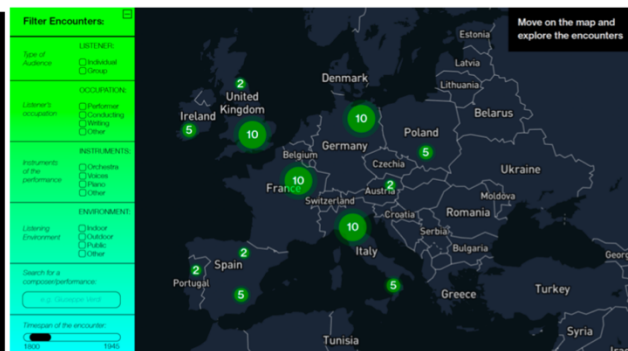 Filter Encounters:
Type of
Audience
LISTENER:
Individual
Group
Listener's
occupation
OCCUPATION:
Performer
Conducting
Writing
Other
Instruments
of the
performance
INSTRUMENTS:
Orchestra
Voices
Piano
Other
Listening
Environment
ENVIRONMENT:
Indoor
Outdoor
Public
Other
Search for a
composer/performance:
e.g. Giuseppe Verdi
Timespan of the encounter:
1800
1945
Move on the map and
explore the encounters
Estonia
Latvia
Denmark
Lithuania
2
United
Kingdom
Ireland
5
10
10
Belarus
Poland
5
Germany
Belgium
10
France
Czechia
Ukraine
2
Austria
Switzerland
Moldova
Croatia
Romania
10
Serbia
Italy
Bulgaria
Georg
2
Spain
2
Portugal
5
5
Greece
Turkey
Syria
Tunisia